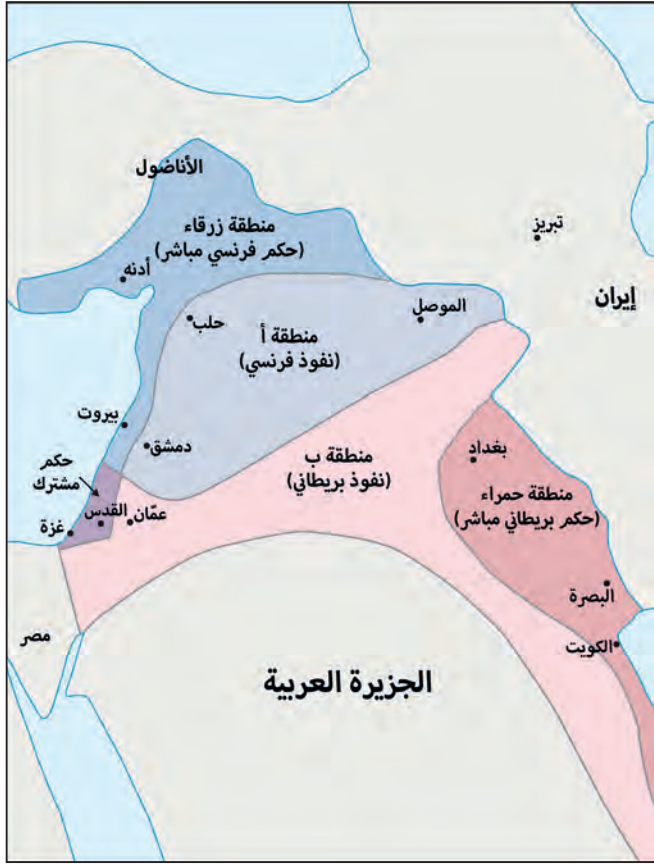 الأناضول
منطقة زرقاء
(حكم فرنسي مباشر)
أدنه
تبريز
إيران
الموصل
حلب
منطقة أ
(نفوذ فرنسي)
بيروت
دمشق
منطقة ب
(نفوذ بريطاني)
بغداد
منطقة حمراء
(حكم بريطاني مباشر)
حكم
مشترك
القدس
عمّان
غزة
البصرة
الكويت
مصر
الجزيرة العربية